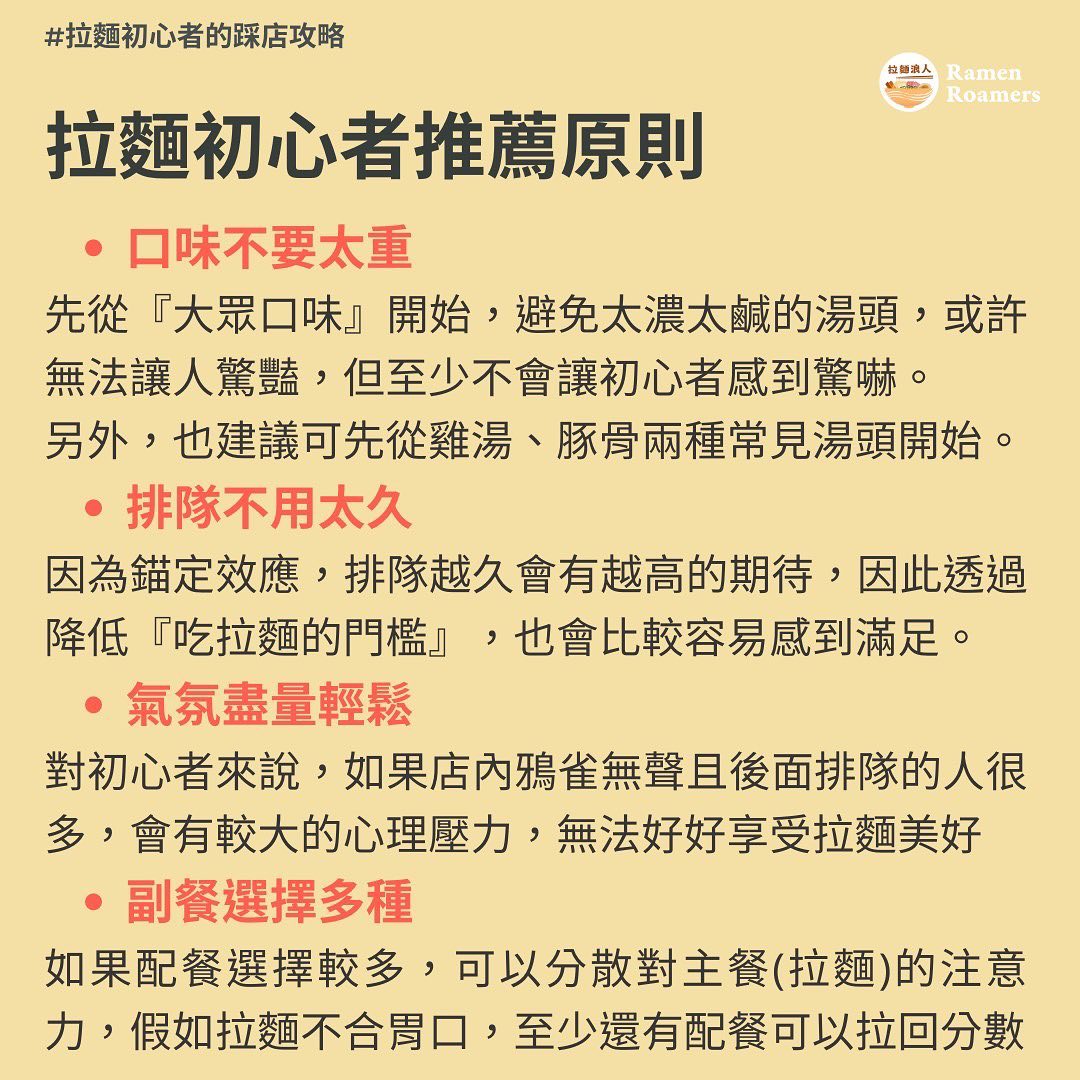 #拉麵初心者的踩店攻略
拉麵浪人
Ramen
Roamers
拉麵初心者推薦原則
• 口味不要太重
先從『大眾口味』開始，避免太濃太鹹的湯頭，或許
無法讓人驚豔，但至少不會讓初心者感到驚嚇。
另外，也建議可先從雞湯、豚骨兩種常見湯頭開始。
• 排隊不用太久
因為錨定效應，排隊越久會有越高的期待，因此透過
降低『吃拉麵的門檻』，也會比較容易感到滿足。
• 氣氛盡量輕鬆
對初心者來說，如果店內鴉雀無聲且後面排隊的人很
多，會有較大的心理壓力，無法好好享受拉麵美好
• 副餐選擇多種
如果配餐選擇較多，可以分散對主餐(拉麵)的注意
力，假如拉麵不合胃口，至少還有配餐可以拉回分數